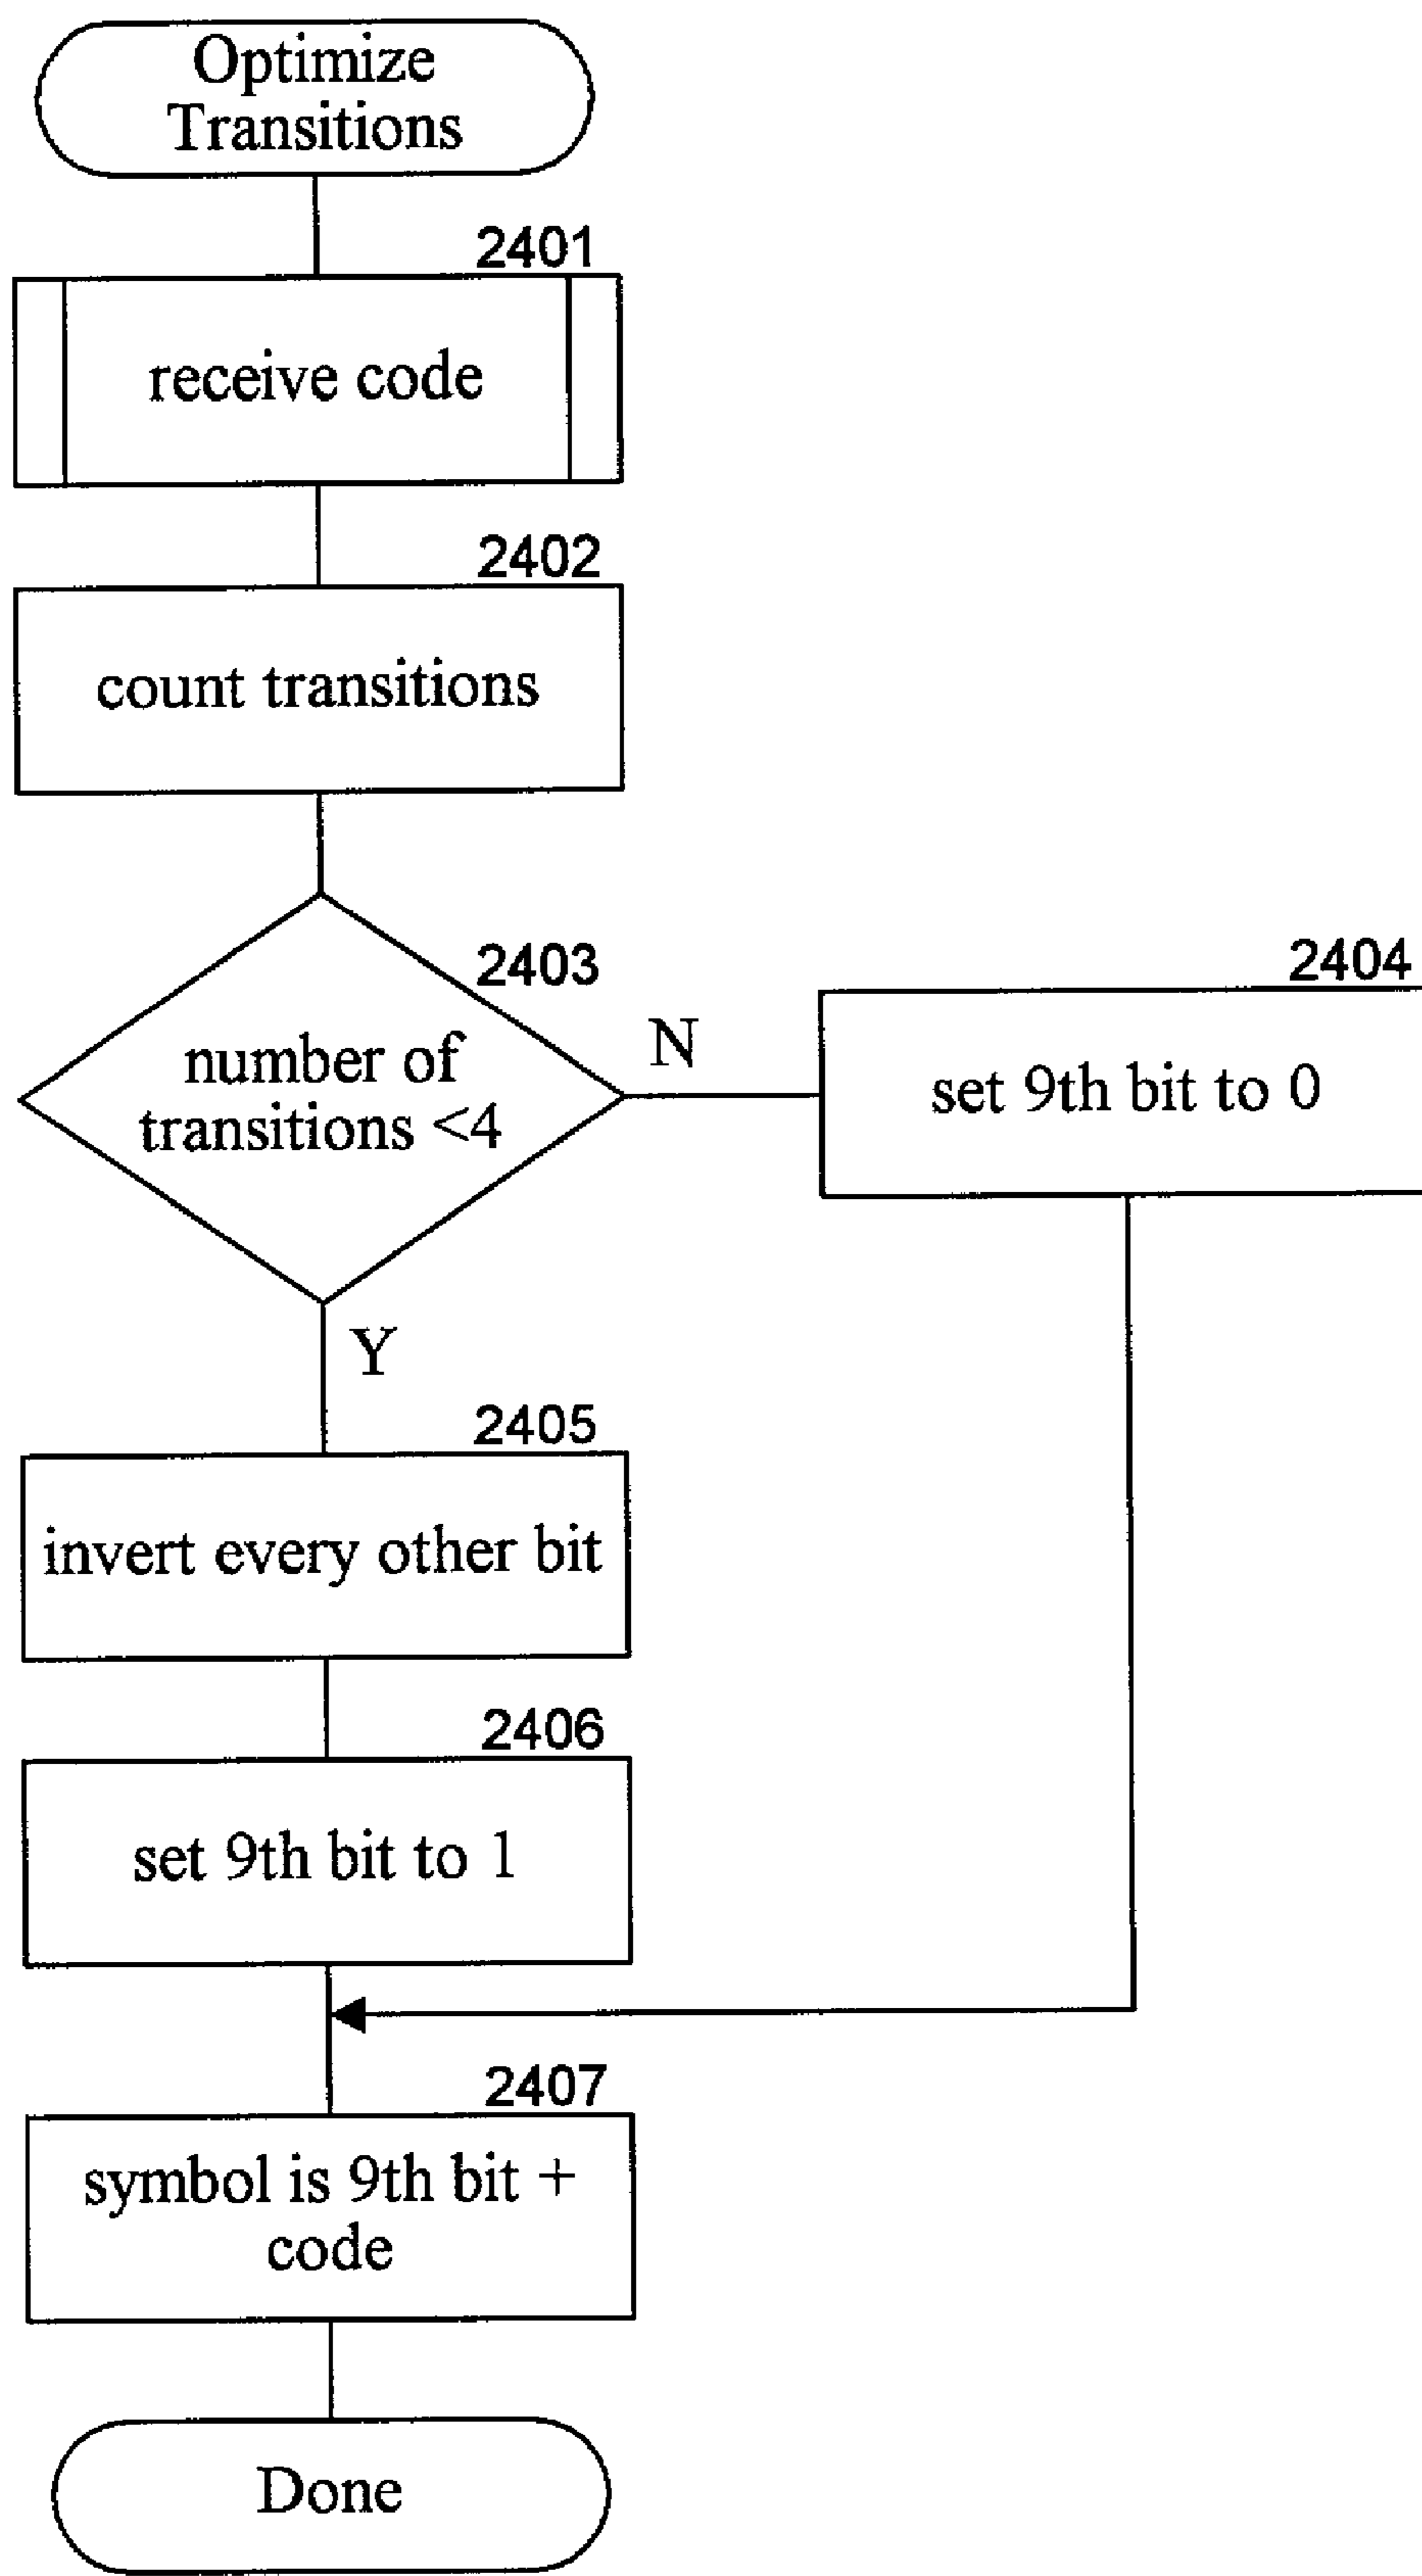 Optimize
Transitions
2401
receive code
2402
count transitions
2403
number of
transitions <4
N
2404
set 9th bit to 0
Y
2405
invert every other bit
2406
set 9th bit to 1
2407
symbol is 9th bit +
code
Done